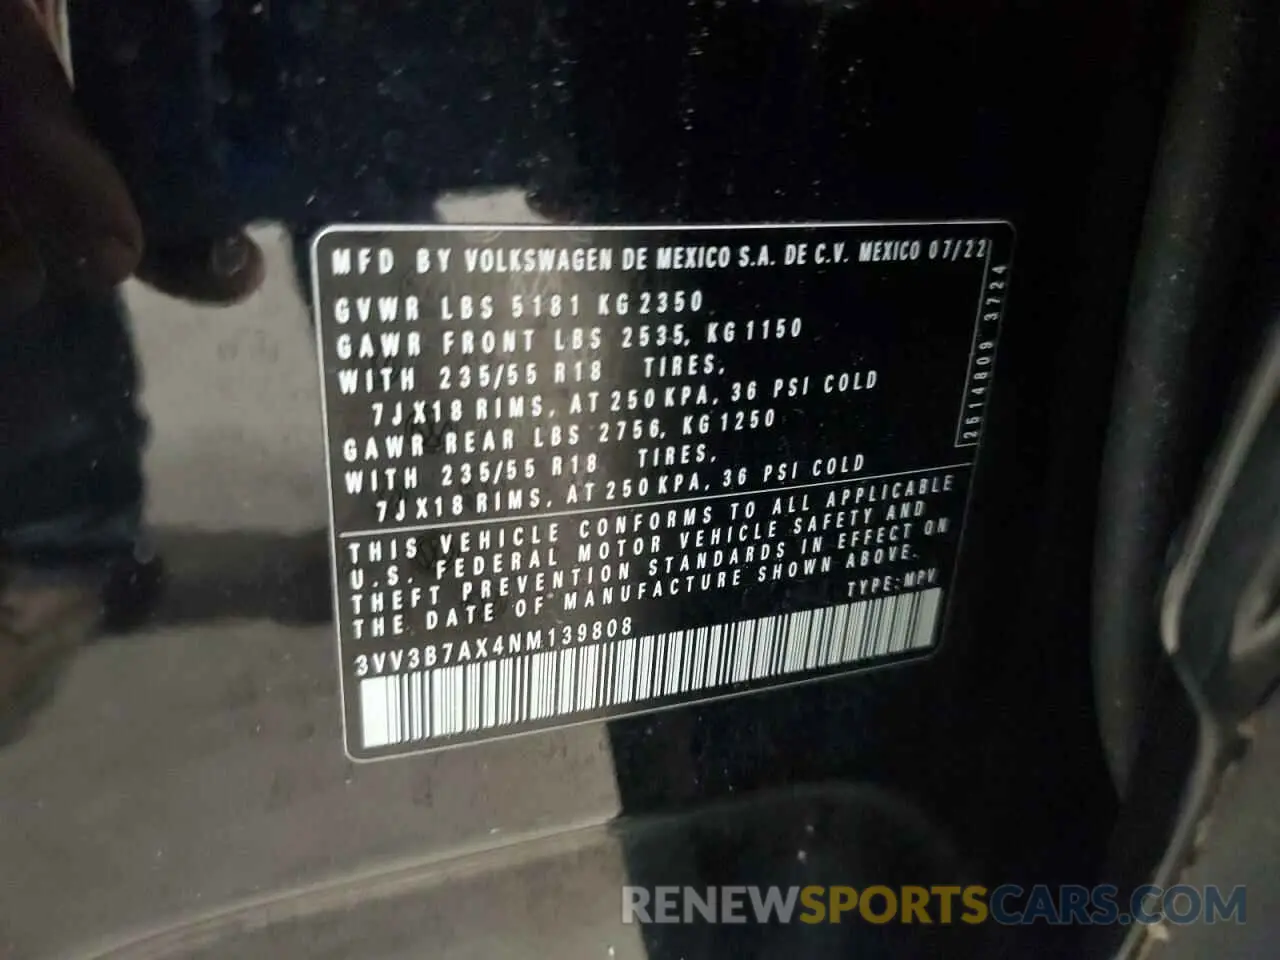 MFD BY VOLKSWAGEN DE MEXICO S.A. DE C.V. MEXICO 07/22
GVWR LBS 5181 KG 2350
GAWR FRONT LBS 2535, KG 1150
WITH 235/55 R18 TIRES,
7JX18 RIMS, AT 250 KPA, 36 PSI COLD
GAWR REAR LBS 2756, KG 1250
WITH 235/55 R18 TIRES,
7JX18 RIMS, AT 250 KPA, 36 PSI COLD
2614809 3724
THIS VEHICLE CONFORMS TO ALL APPLICABLE
U.S. FEDERAL MOTOR VEHICLE SAFETY AND
THEFT PREVENTION STANDARDS IN EFFECT ON
THE DATE OF MANUFACTURE SHOWN ABOVE.
TYPE: MPV
3VV3B7AX4NM139808
RENEWSPORTSCARS.COM